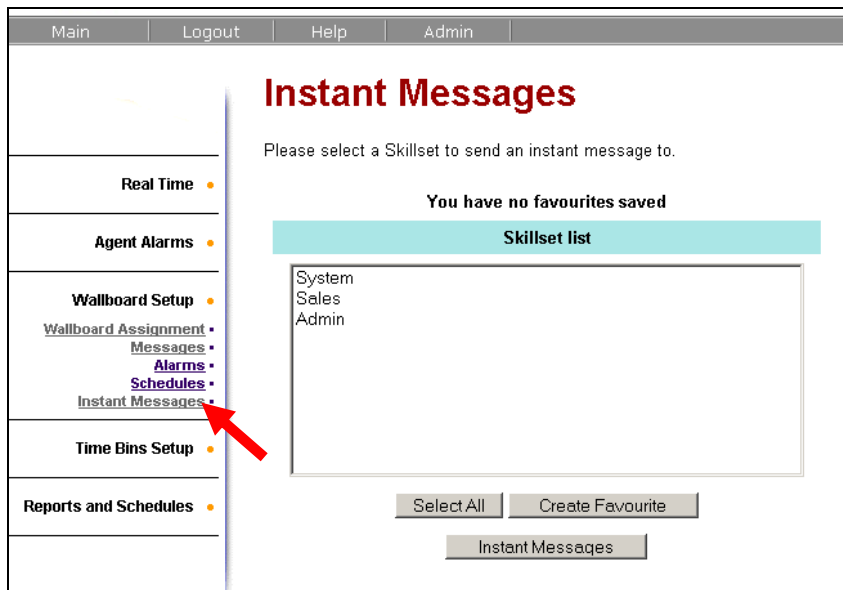 Main Logout Help Admin
Real Time
Agent Alarms
Wallboard Setup
Wallboard Assignment
Messages
Alarms
Schedules
Instant Messages
Time Bins Setup
Reports and Schedules
Instant Messages
Please select a Skillset to send an instant message to.
You have no favourites saved
Skillset list
System
Sales
Admin
Select All Create Favourite
Instant Messages